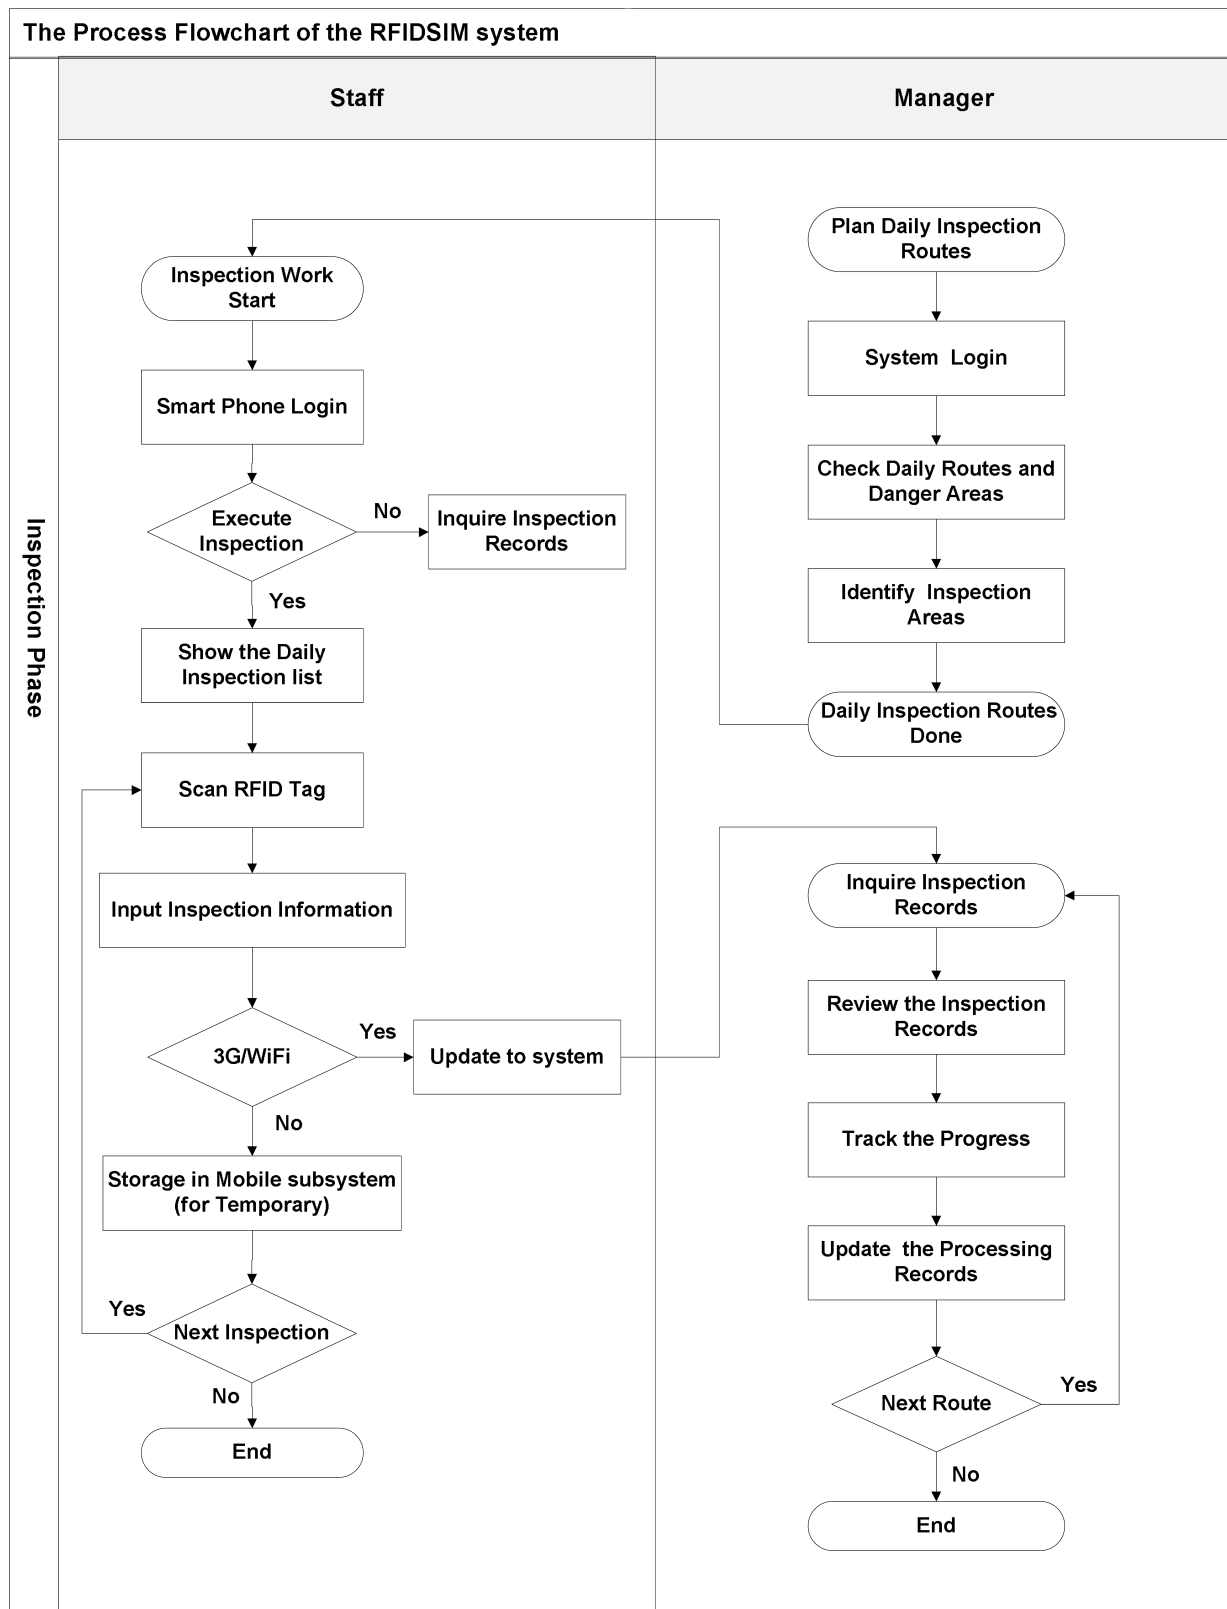 The Process Flowchart of the RFIDSIM system
Staff
Manager
Inspection Phase
Inspection Work
Start
Smart Phone Login
Execute
Inspection
No
Inquire Inspection
Records
Yes
Show the Daily
Inspection list
Scan RFID Tag
Input Inspection Information
3G/WiFi
Yes
Update to system
No
Storage in Mobile subsystem
(for Temporary)
Yes
Next Inspection
No
End
Plan Daily Inspection
Routes
System Login
Check Daily Routes and
Danger Areas
Identify Inspection
Areas
Daily Inspection Routes
Done
Inquire Inspection
Records
Review the Inspection
Records
Track the Progress
Update the Processing
Records
Next Route
Yes
No
End